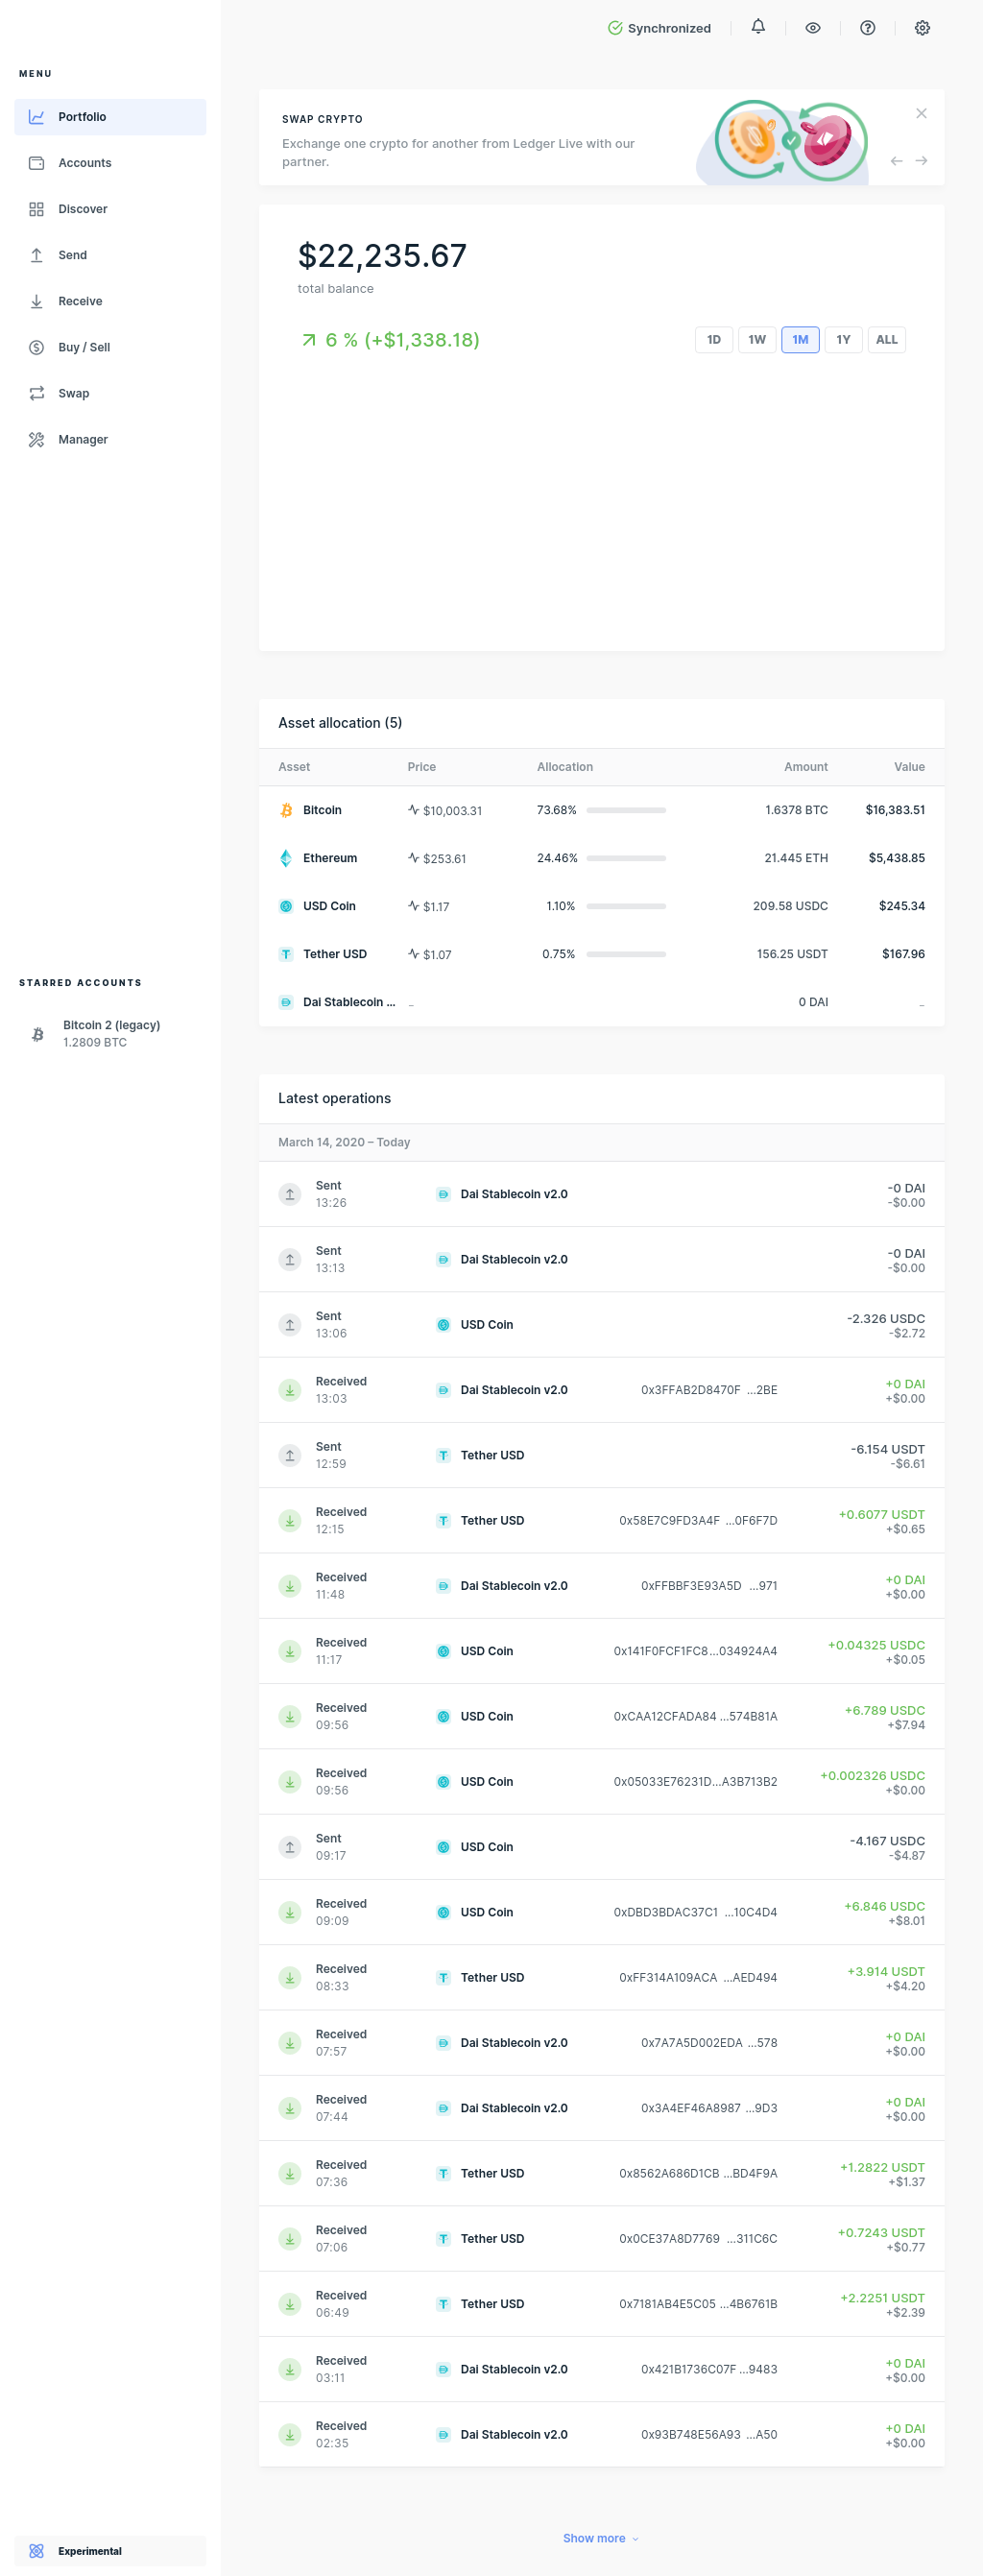 Synchronized
MENU
Portfolio
Accounts
Discover
Send
Receive
Buy / Sell
Swap
Manager
STARRED ACCOUNTS
Bitcoin 2 (legacy)
1.2809 BTC
Experimental
SWAP CRYPTO
Exchange one crypto for another from Ledger Live with our
partner.
$22,235.67
total balance
6 % (+$1,338.18)
1D 1W 1M 1Y ALL
Asset allocation (5)
Asset Price Allocation Amount Value
Bitcoin $10,003.31 73.68% 1.6378 BTC $16,383.51
Ethereum $253.61 24.46% 21.445 ETH $5,438.85
USD Coin $1.17 1.10% 209.58 USDC $245.34
Tether USD $1.07 0.75% 156.25 USDT $167.96
Dai Stablecoin ... – 0 DAI –
Latest operations
March 14, 2020 – Today
Sent
13:26
Dai Stablecoin v2.0
-0 DAI
-$0.00
Sent
13:13
Dai Stablecoin v2.0
-0 DAI
-$0.00
Sent
13:06
USD Coin
-2.326 USDC
-$2.72
Received
13:03
Dai Stablecoin v2.0
0x3FFAB2D8470F ...2BE
+0 DAI
+$0.00
Sent
12:59
Tether USD
-6.154 USDT
-$6.61
Received
12:15
Tether USD
0x58E7C9FD3A4F ...0F6F7D
+0.6077 USDT
+$0.65
Received
11:48
Dai Stablecoin v2.0
0xFFBBF3E93A5D ...971
+0 DAI
+$0.00
Received
11:17
USD Coin
0x141F0FCF1FC8...034924A4
+0.04325 USDC
+$0.05
Received
09:56
USD Coin
0xCAA12CFADA84 ...574B81A
+6.789 USDC
+$7.94
Received
09:56
USD Coin
0x05033E76231D...A3B713B2
+0.002326 USDC
+$0.00
Sent
09:17
USD Coin
-4.167 USDC
-$4.87
Received
09:09
USD Coin
0xDBD3BDAC37C1 ...10C4D4
+6.846 USDC
+$8.01
Received
08:33
Tether USD
0xFF314A109ACA ...AED494
+3.914 USDT
+$4.20
Received
07:57
Dai Stablecoin v2.0
0x7A7A5D002EDA ...578
+0 DAI
+$0.00
Received
07:44
Dai Stablecoin v2.0
0x3A4EF46A8987 ...9D3
+0 DAI
+$0.00
Received
07:36
Tether USD
0x8562A686D1CB ...BD4F9A
+1.2822 USDT
+$1.37
Received
07:06
Tether USD
0x0CE37A8D7769 ...311C6C
+0.7243 USDT
+$0.77
Received
06:49
Tether USD
0x7181AB4E5C05 ...4B6761B
+2.2251 USDT
+$2.39
Received
03:11
Dai Stablecoin v2.0
0x421B1736C07F ...9483
+0 DAI
+$0.00
Received
02:35
Dai Stablecoin v2.0
0x93B748E56A93 ...A50
+0 DAI
+$0.00
Show more